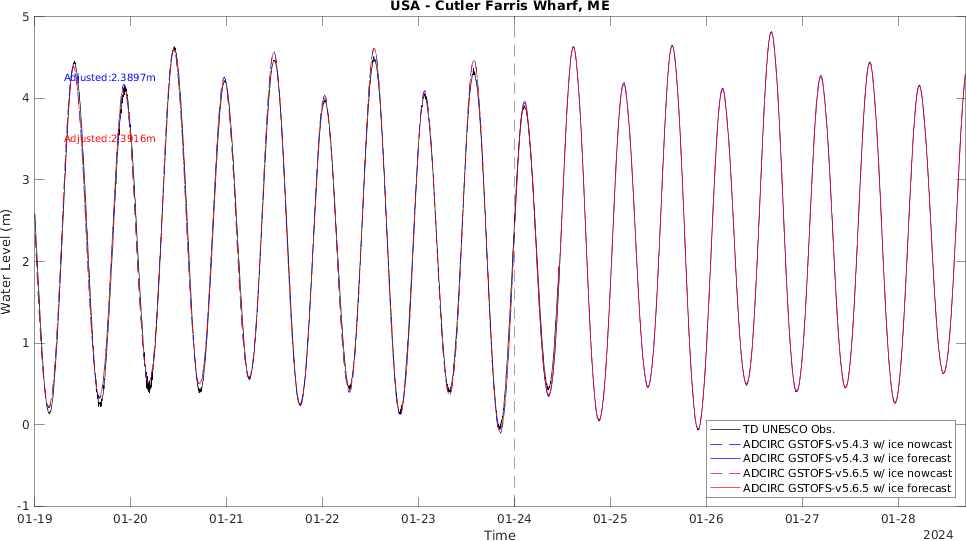 USA - Cutler Farris Wharf, ME
5
4
3
2
1
0
-1
Water Level (m)
Adjusted:2.3897m
Adjusted:2.3916m
TD UNESCO Obs.
ADCIRC GSTOFS-v5.4.3 w/ ice nowcast
ADCIRC GSTOFS-v5.4.3 w/ ice forecast
ADCIRC GSTOFS-v5.6.5 w/ ice nowcast
ADCIRC GSTOFS-v5.6.5 w/ ice forecast
01-19 01-20 01-21 01-22 01-23 01-24 01-25 01-26 01-27 01-28
Time
2024